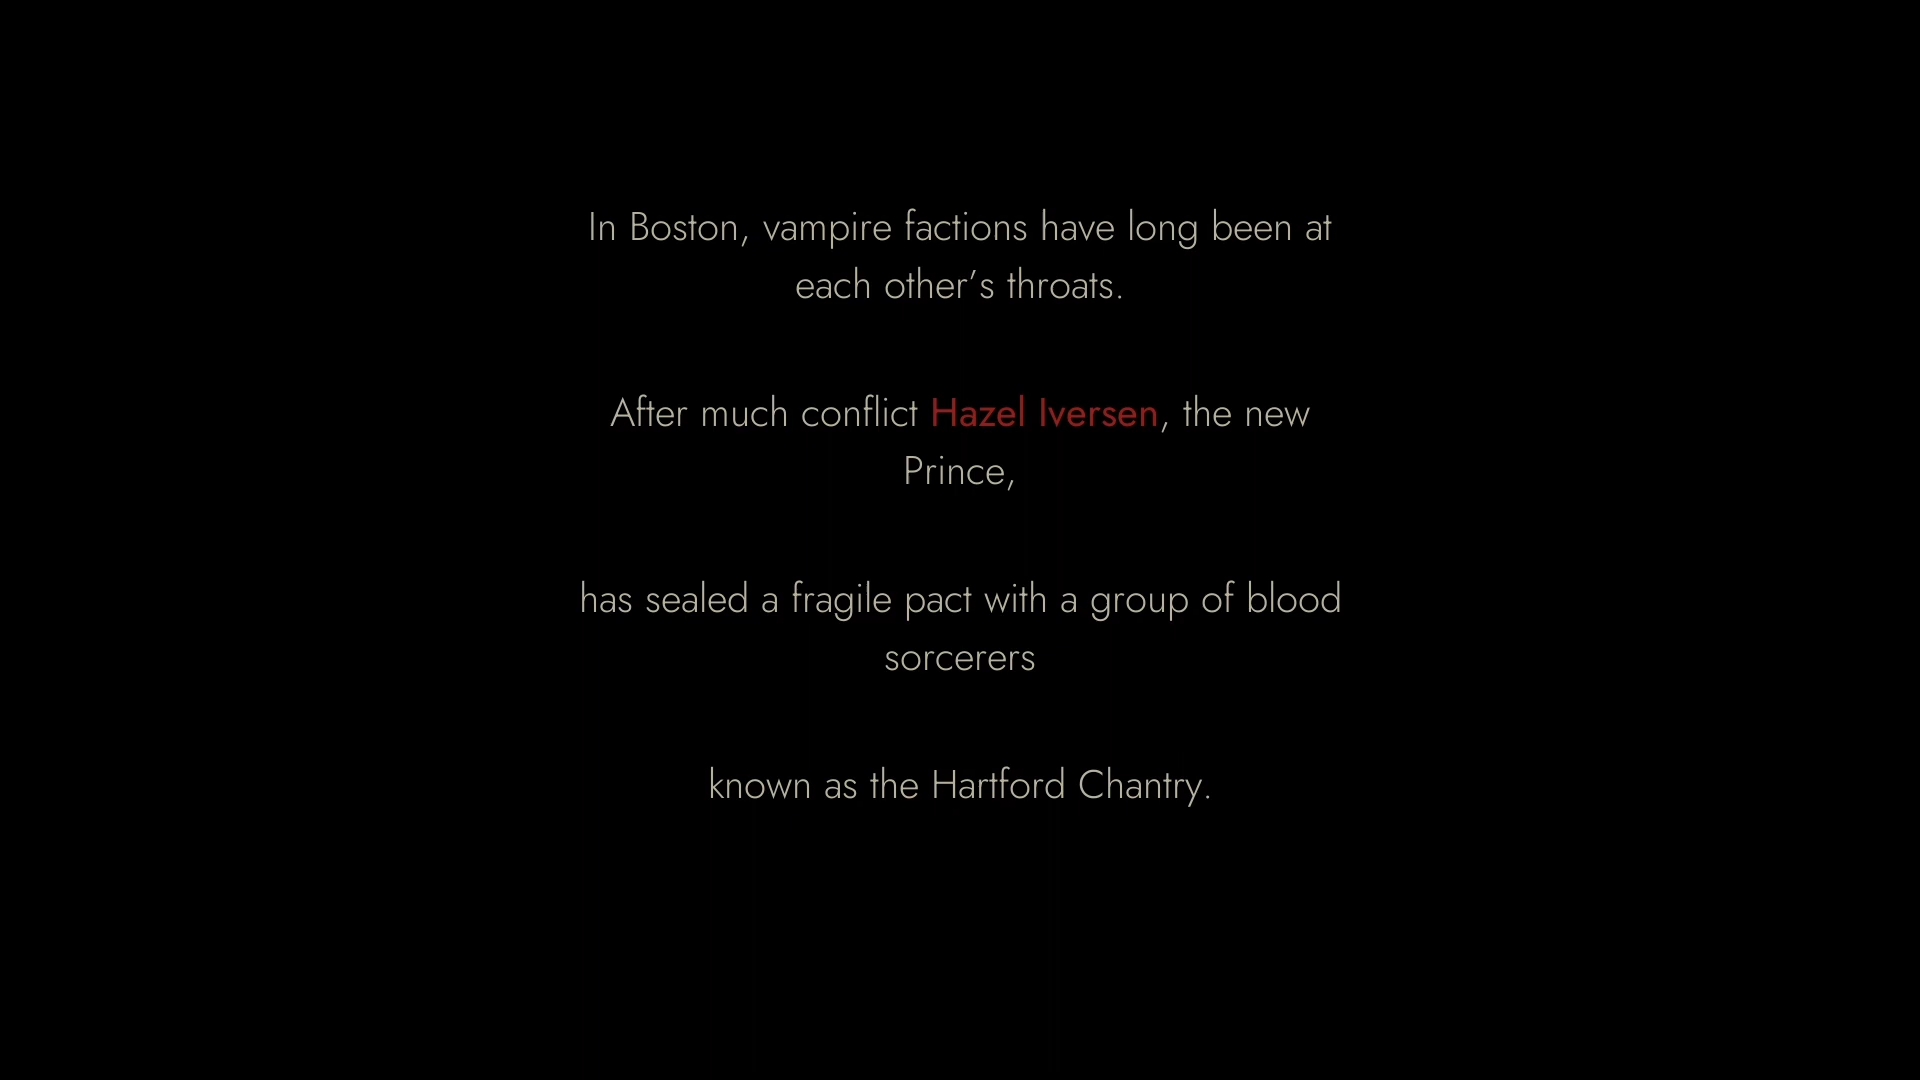 In Boston, vampire factions have long been at
each other’s throats.
After much conflict Hazel Iversen, the new
Prince,
has sealed a fragile pact with a group of blood
sorcerers
known as the Hartford Chantry.